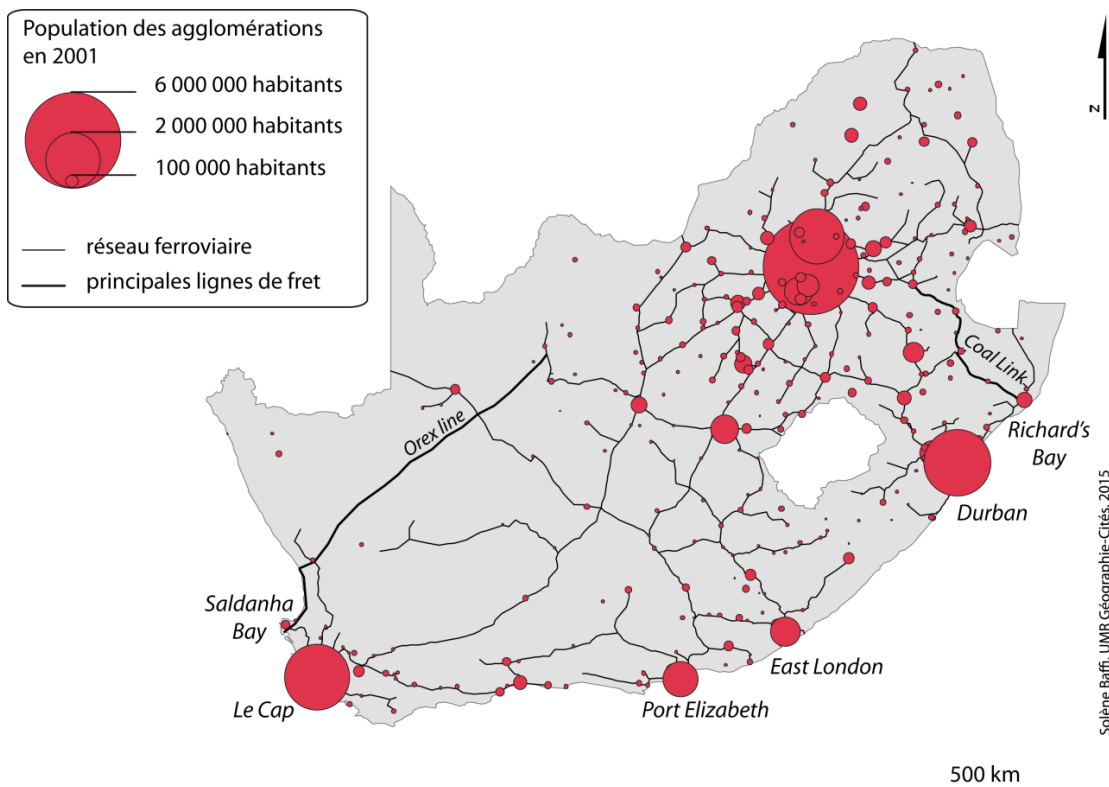 Population des agglomérations
en 2001
6 000 000 habitants
2 000 000 habitants
100 000 habitants
réseau ferroviaire
principales lignes de fret
N
Orex line
Coal Link
Richard's
Bay
Durban
Saldanha
Bay
Le Cap
East London
Port Elizabeth
500 km
Solène Baffi, UMR Géographie-Cités, 2015